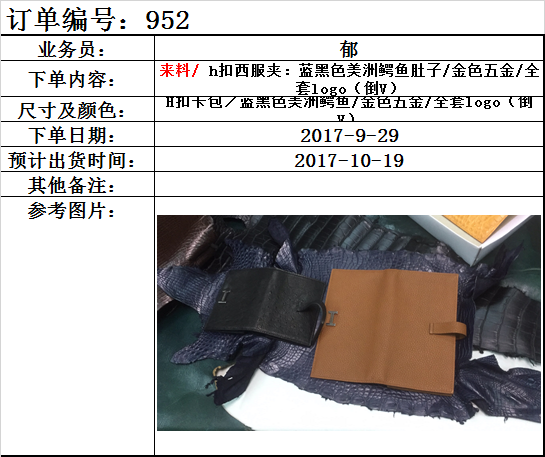 订单编号：952
业务员：
郁
下单内容：
来料/ h扣西服夹：蓝黑色美洲鳄鱼肚子/金色五金/全
套logo（倒V）
尺寸及颜色：
H扣卡包／蓝黑色美洲鳄鱼/金色五金/全套logo（倒
V）
下单日期：
2017-9-29
预计出货时间：
2017-10-19
其他备注：
参考图片：